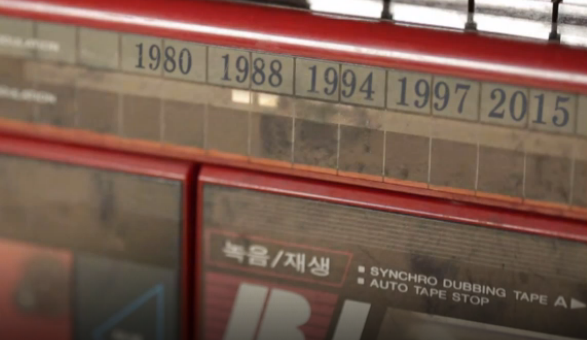 1980 1988 1994 1997 2015
녹음/재생
▪ SYNCHRO DUBBING TAPE A▶
▪ AUTO TAPE STOP